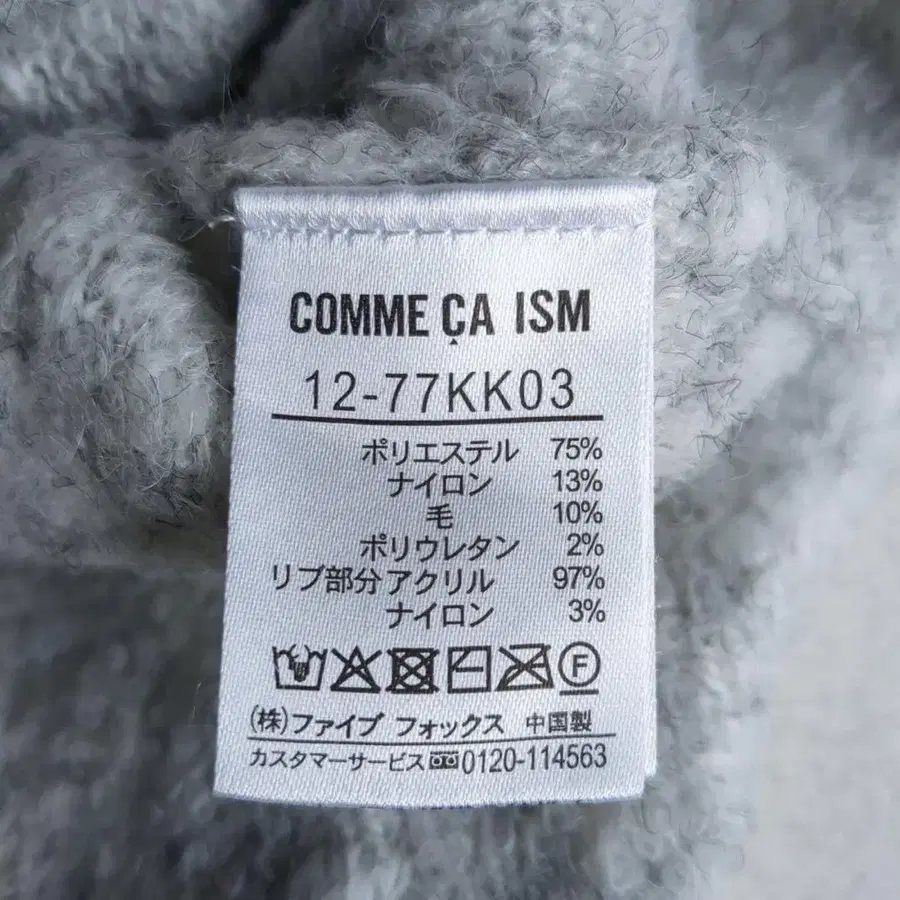 COMME ÇA ISM
12-77KK03
ポリエステル 75%
ナイロン 13%
毛 10%
ポリウレタン 2%
リブ部分アクリル 97%
ナイロン 3%
F
(株)ファイブ フォックス 中国製
カスタマーサービス 0120-114563